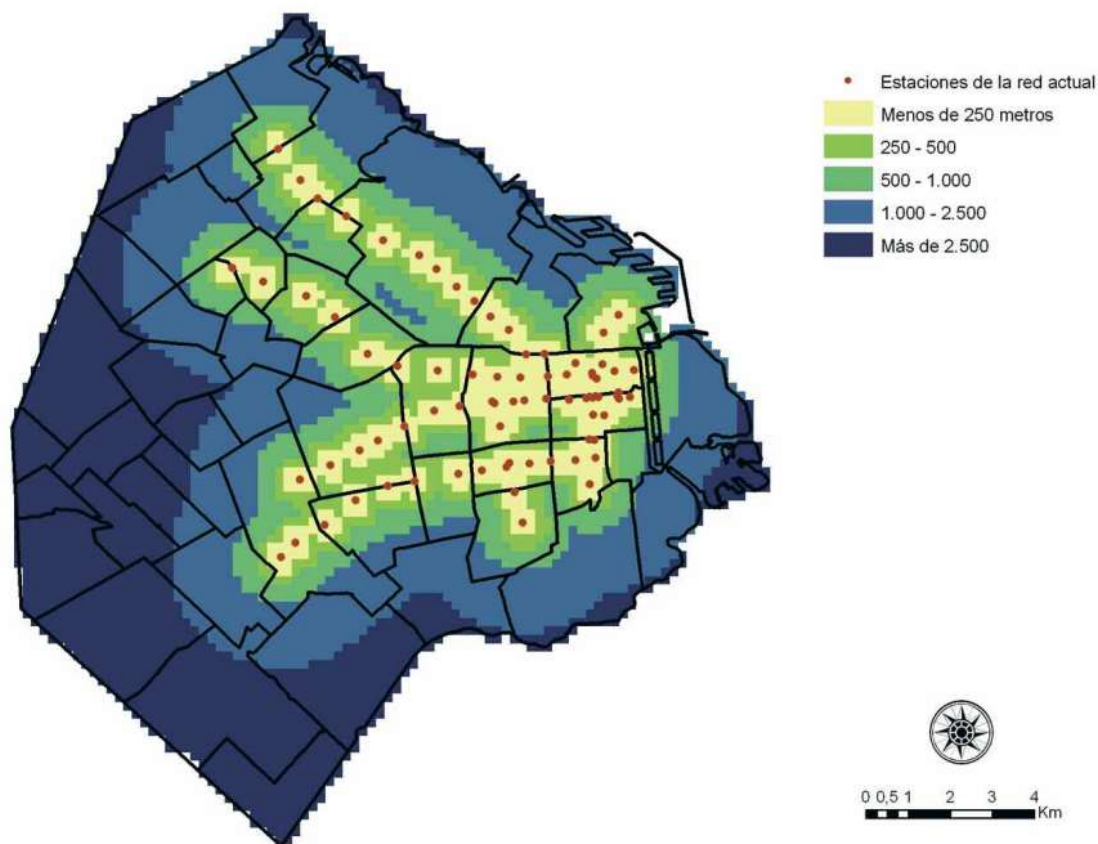 Estaciones de la red actual
Menos de 250 metros
250 - 500
500 - 1.000
1.000 - 2.500
Más de 2.500
0 0,5 1 2 3 4
Km